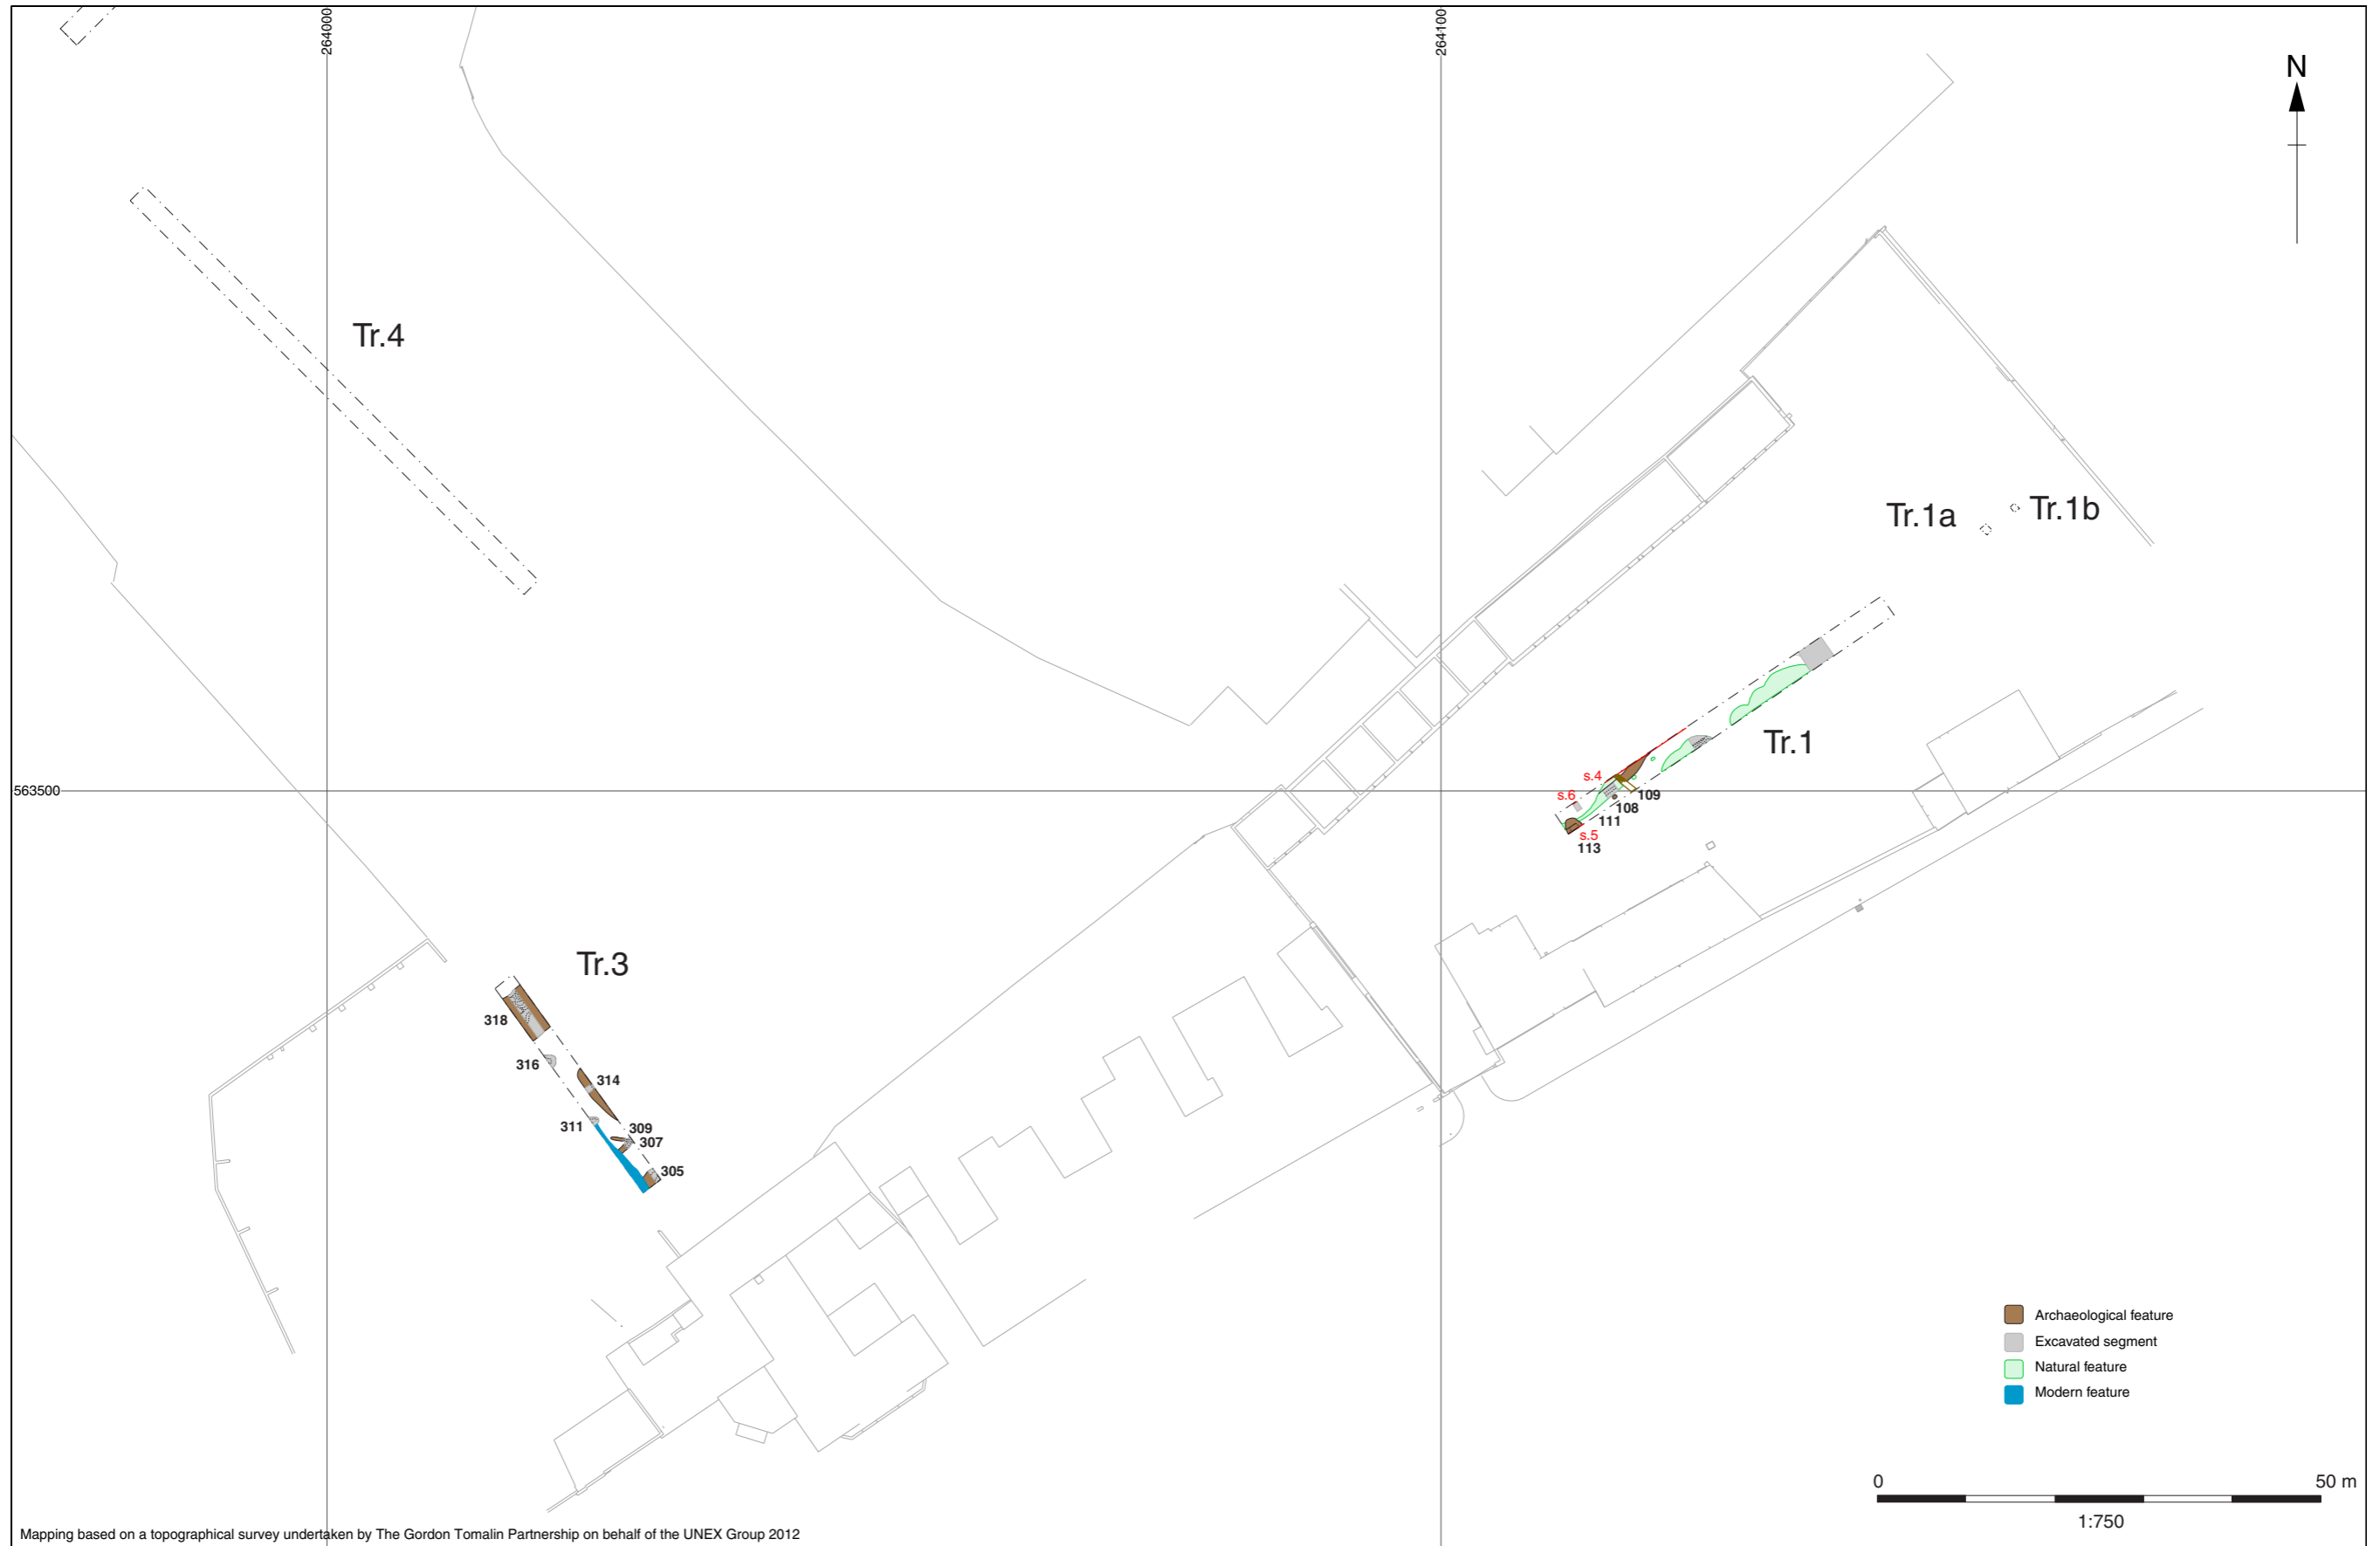 264000
264100
N
Tr.4
Tr.1a
Tr.1b
Tr.1
s.4
563500
s.6
109
108
111
s.5
113
Tr.3
318
316
314
311
309
307
305
Archaeological feature
Excavated segment
Natural feature
Modern feature
0
50 m
1:750
Mapping based on a topographical survey undertaken by The Gordon Tomalin Partnership on behalf of the UNEX Group 2012